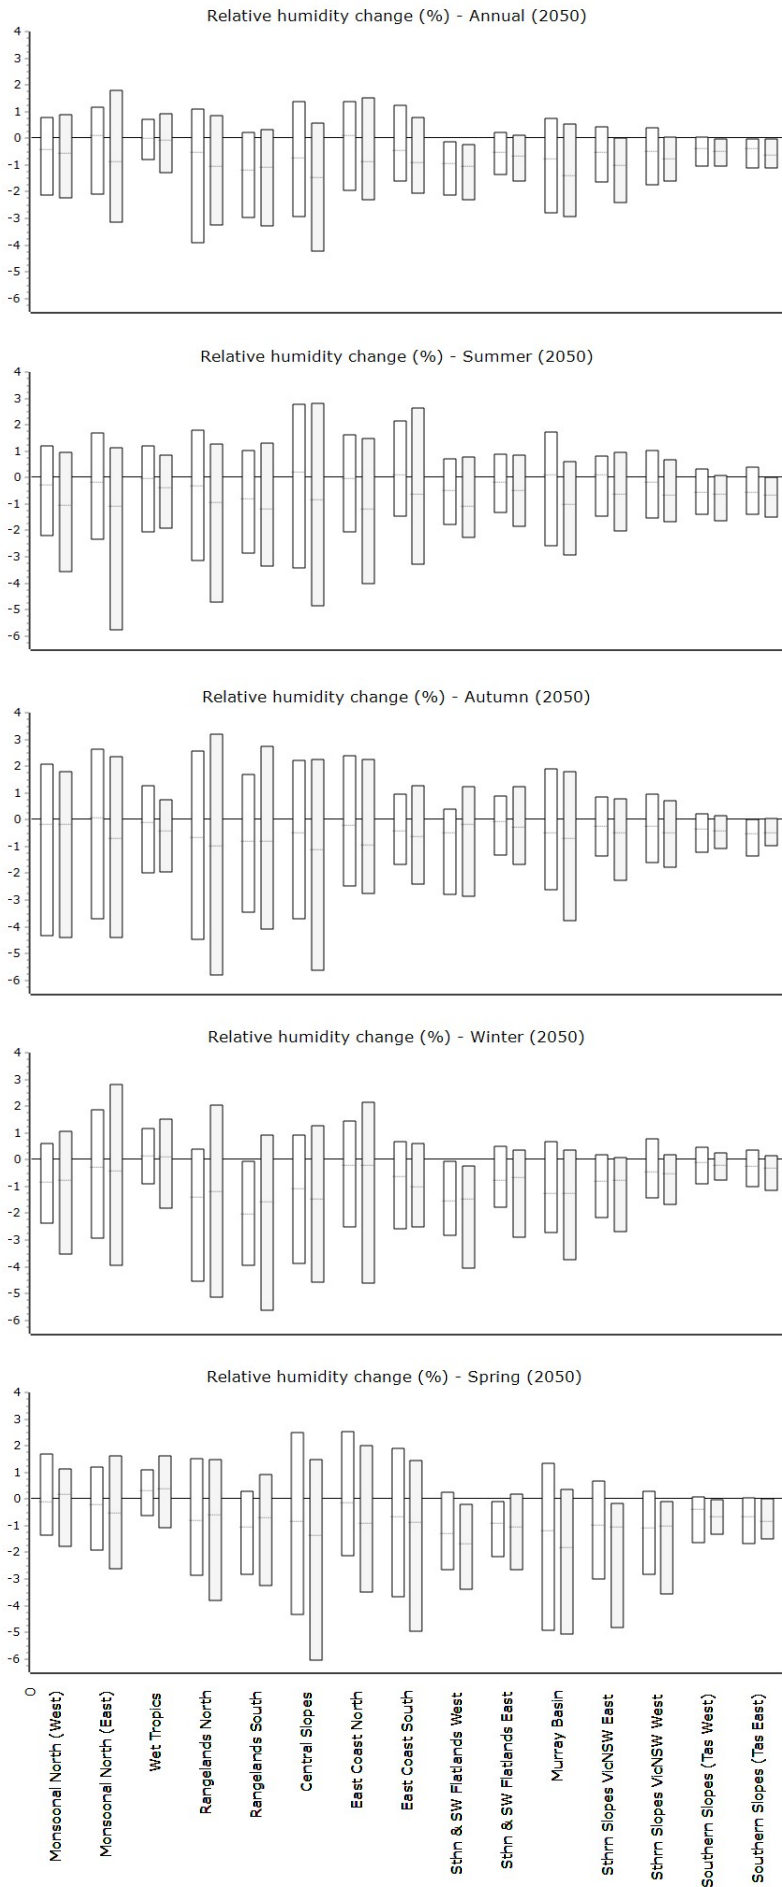 Relative humidity change (%) - Annual (2050)
4
3
2
1
0
-1
-2
-3
-4
-5
-6
Relative humidity change (%) - Summer (2050)
4
3
2
1
0
-1
-2
-3
-4
-5
-6
Relative humidity change (%) - Autumn (2050)
4
3
2
1
0
-1
-2
-3
-4
-5
-6
Relative humidity change (%) - Winter (2050)
4
3
2
1
0
-1
-2
-3
-4
-5
-6
Relative humidity change (%) - Spring (2050)
4
3
2
1
0
-1
-2
-3
-4
-5
-6
0
Monsoonal North (West)
Monsoonal North (East)
Wet Tropics
Rangelands North
Rangelands South
Central Slopes
East Coast North
East Coast South
Sthn & SW Flatlands West
Sthn & SW Flatlands East
Murray Basin
Sthrn Slopes VicNSW East
Sthrn Slopes VicNSW West
Southern Slopes (Tas West)
Southern Slopes (Tas East)